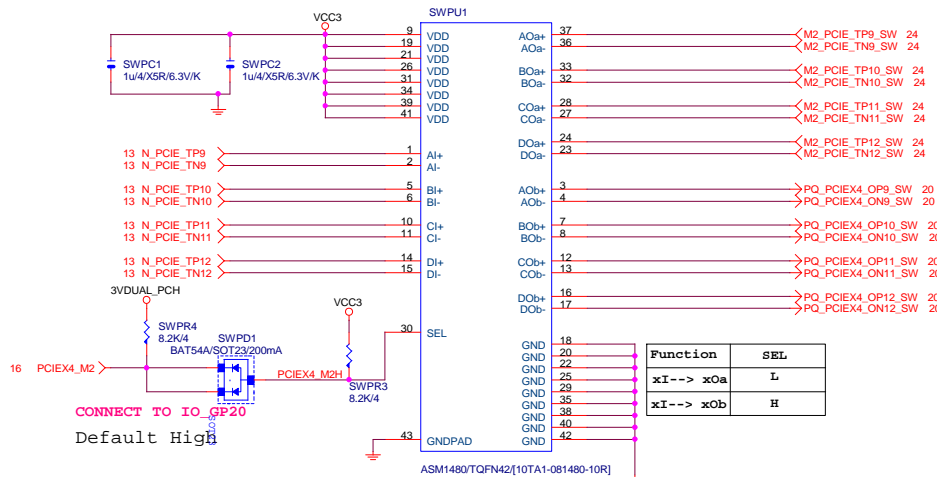 SWPU1
VCC3
SWPC1
1u/4/X5R/6.3V/K
SWPC2
1u/4/X5R/6.3V/K
9 VDD
19 VDD
21 VDD
26 VDD
31 VDD
34 VDD
39 VDD
41 VDD
13 N_PCIE_TP9 1 AI+
13 N_PCIE_TN9 2 AI-
13 N_PCIE_TP10 5 BI+
13 N_PCIE_TN10 6 BI-
13 N_PCIE_TP11 10 CI+
13 N_PCIE_TN11 11 CI-
13 N_PCIE_TP12 14 DI+
13 N_PCIE_TN12 15 DI-
3VDUAL_PCH
VCC3
SWPR4
8.2K/4
SWPD1
BAT54A/SOT23/200mA
30 SEL
16 PCIEX4_M2
PCIEX4_M2H
SWPR3
8.2K/4
CONNECT TO IO_GP20
Default High
SOT23
43 GNDPAD
AOa+ 37 M2_PCIE_TP9_SW 24
AOa- 36 M2_PCIE_TN9_SW 24
BOa+ 33 M2_PCIE_TP10_SW 24
BOa- 32 M2_PCIE_TN10_SW 24
COa+ 28 M2_PCIE_TP11_SW 24
COa- 27 M2_PCIE_TN11_SW 24
DOa+ 24 M2_PCIE_TP12_SW 24
DOa- 23 M2_PCIE_TN12_SW 24
AOb+ 3 PQ_PCIEX4_OP9_SW 20
AOb- 4 PQ_PCIEX4_ON9_SW 20
BOb+ 7 PQ_PCIEX4_OP10_SW 20
BOb- 8 PQ_PCIEX4_ON10_SW 20
COb+ 12 PQ_PCIEX4_OP11_SW 20
COb- 13 PQ_PCIEX4_ON11_SW 20
DOb+ 16 PQ_PCIEX4_OP12_SW 20
DOb- 17 PQ_PCIEX4_ON12_SW 20
GND 18
GND 20
GND 22
GND 25
GND 29
GND 35
GND 38
GND 40
GND 42
Function SEL
xI--> xOa L
xI--> xOb H
ASM1480/TQFN42/[10TA1-081480-10R]